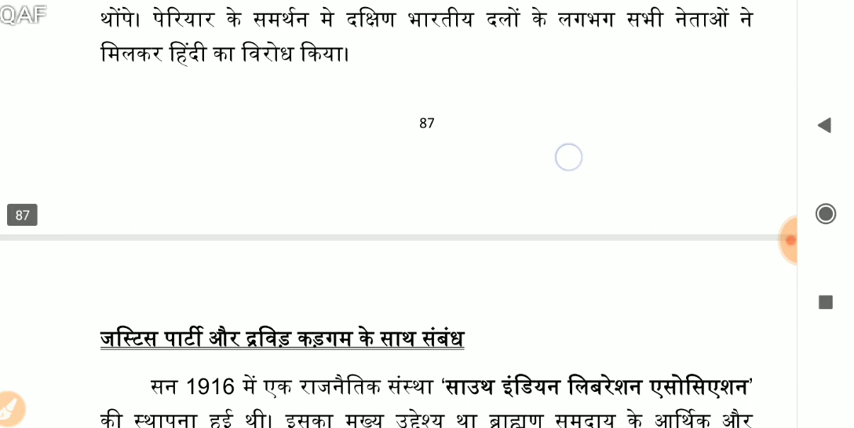 QAF
थोंपे। पेरियार के समर्थन मे दक्षिण भारतीय दलों के लगभग सभी नेताओं ने
मिलकर हिंदी का विरोध किया।
87
87
जस्टिस पार्टी और द्रविड़ कड़गम के साथ संबंध
सन 1916 में एक राजनैतिक संस्था ‘साउथ इंडियन लिबरेशन एसोसिएशन’
की स्थापना हुई थी। इसका मुख्य उद्देश्य था ब्राह्मण समुदाय के आर्थिक और